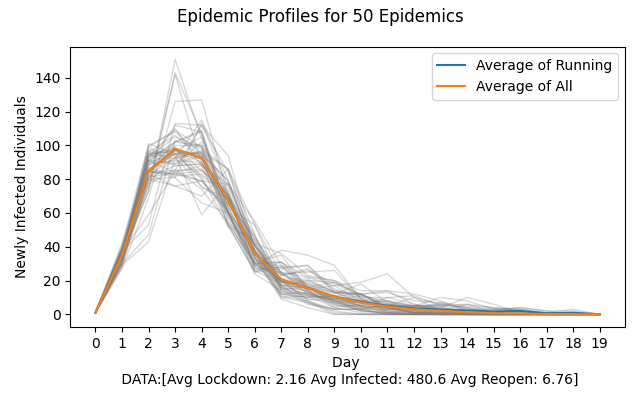 Epidemic Profiles for 50 Epidemics
Average of Running
Average of All
Newly Infected Individuals
140
120
100
80
60
40
20
0
0 1 2 3 4 5 6 7 8 9 10 11 12 13 14 15 16 17 18 19
Day
DATA:[Avg Lockdown: 2.16 Avg Infected: 480.6 Avg Reopen: 6.76]